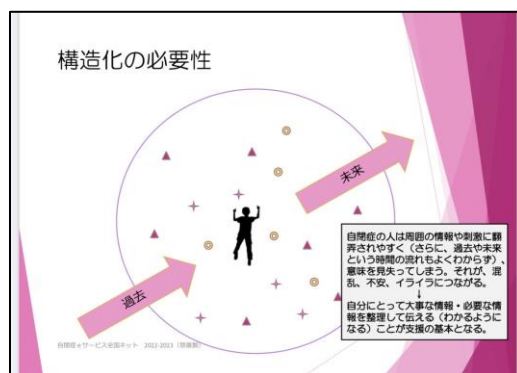 構造化の必要性
未来
過去
自閉症の人は周囲の情報や刺激に翻
弄されやすく（さらに、過去や未来
という時間の流れもよくわからず）、
意味を見失ってしまう。それが、混
乱、不安、イライラにつながる。
↓
自分にとって大事な情報・必要な情
報を整理して伝える（わかるように
なる）ことが支援の基本となる。
自閉症eサービス全国ネット 2022-2023